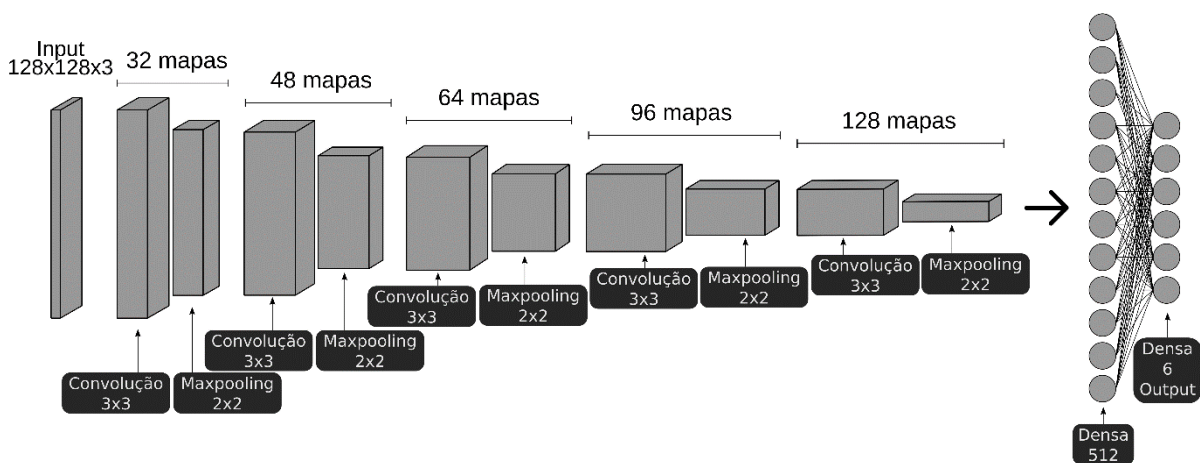 Input
128x128x3
32 mapas
48 mapas
64 mapas
96 mapas
128 mapas
Convolução
3x3
Maxpooling
2x2
Convolução
3x3
Maxpooling
2x2
Convolução
3x3
Maxpooling
2x2
Convolução
3x3
Maxpooling
2x2
Convolução
3x3
Maxpooling
2x2
Densa
512
Densa
6
Output